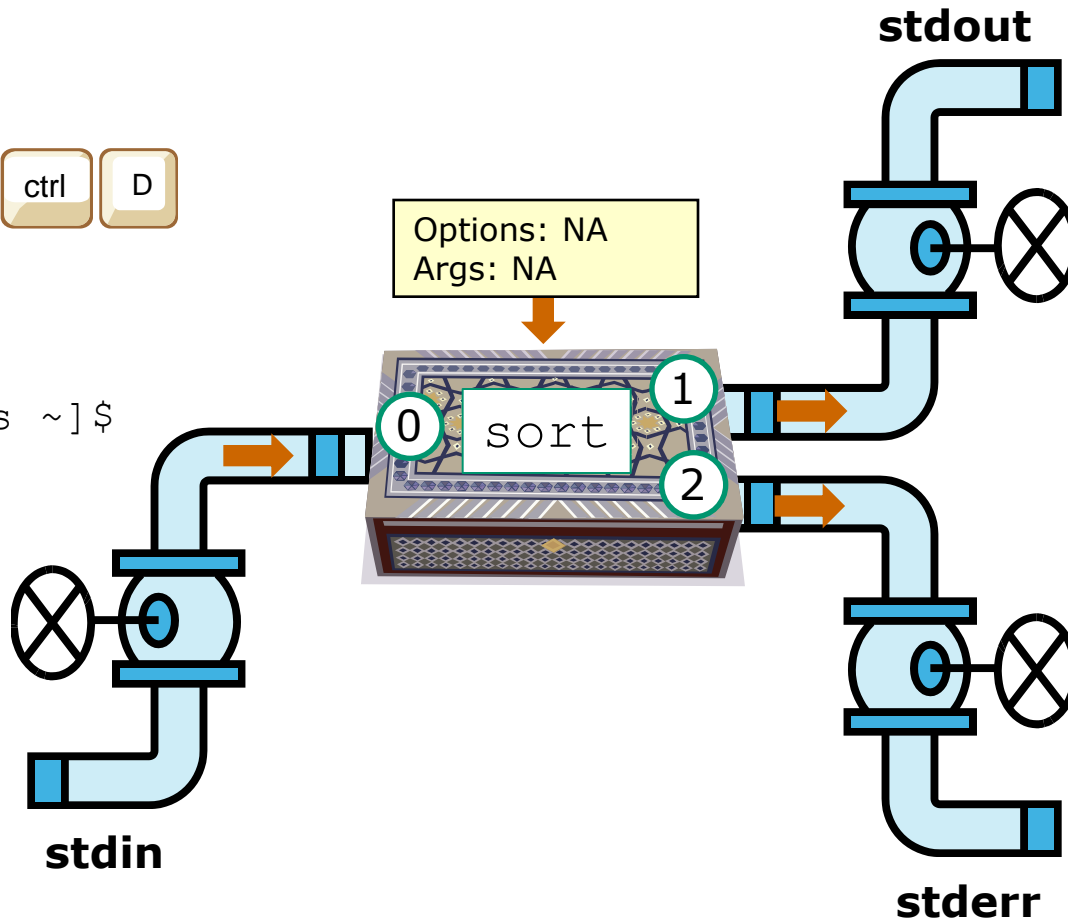 stdout
ctrl D
Options: NA
Args: NA
s ~]$
0
sort
1
2
stdin
stderr